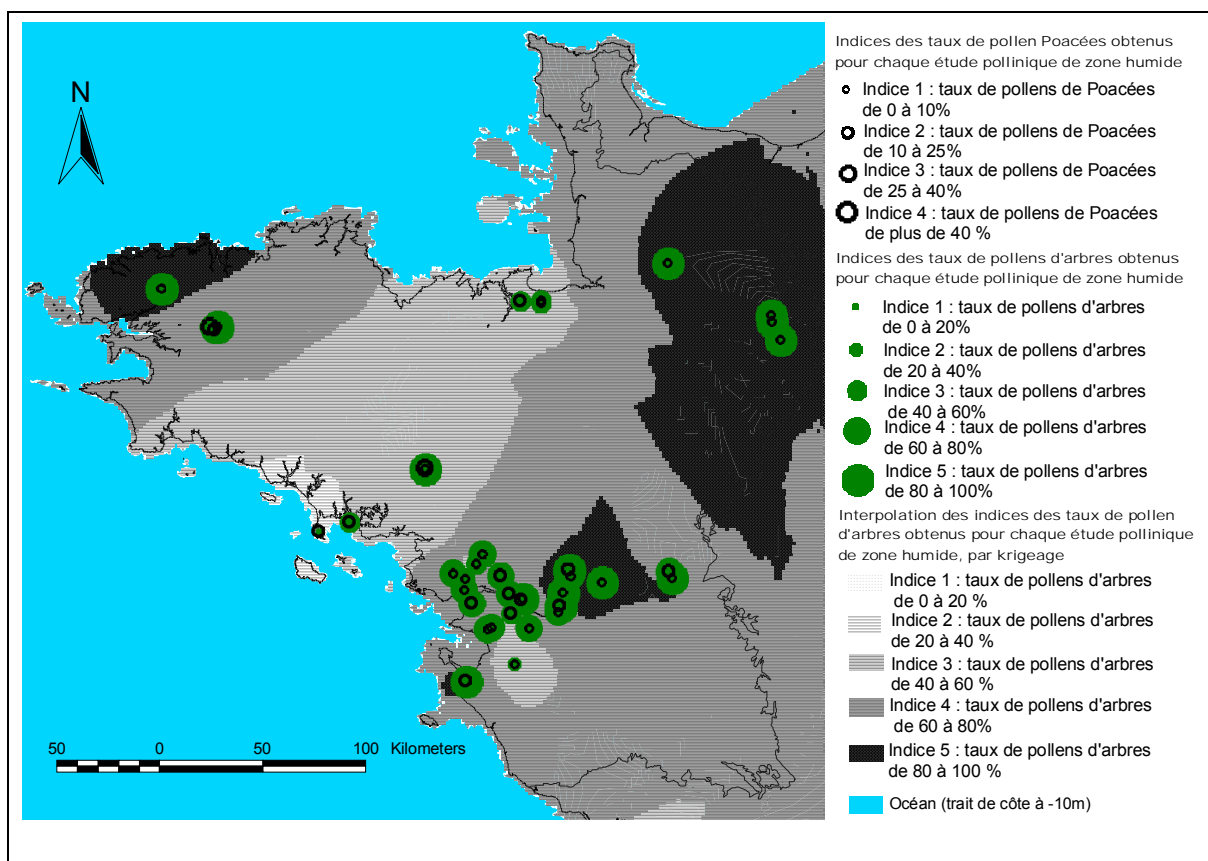 N
50
0
50
100
Kilometers
Indices des taux de pollen Poacées obtenus
pour chaque étude pollinique de zone humide
Indice 1 : taux de pollens de Poacées
de 0 à 10%
Indice 2 : taux de pollens de Poacées
de 10 à 25%
Indice 3 : taux de pollens de Poacées
de 25 à 40%
Indice 4 : taux de pollens de Poacées
de plus de 40 %
Indices des taux de pollens d'arbres obtenus
pour chaque étude pollinique de zone humide
Indice 1 : taux de pollens d'arbres
de 0 à 20%
Indice 2 : taux de pollens d'arbres
de 20 à 40%
Indice 3 : taux de pollens d'arbres
de 40 à 60%
Indice 4 : taux de pollens d'arbres
de 60 à 80%
Indice 5 : taux de pollens d'arbres
de 80 à 100%
Interpolation des indices des taux de pollen
d'arbres obtenus pour chaque étude pollinique
de zone humide, par krigeage
Indice 1 : taux de pollens d'arbres
de 0 à 20 %
Indice 2 : taux de pollens d'arbres
de 20 à 40 %
Indice 3 : taux de pollens d'arbres
de 40 à 60 %
Indice 4 : taux de pollens d'arbres
de 60 à 80%
Indice 5 : taux de pollens d'arbres
de 80 à 100 %
Océan (trait de côte à -10m)